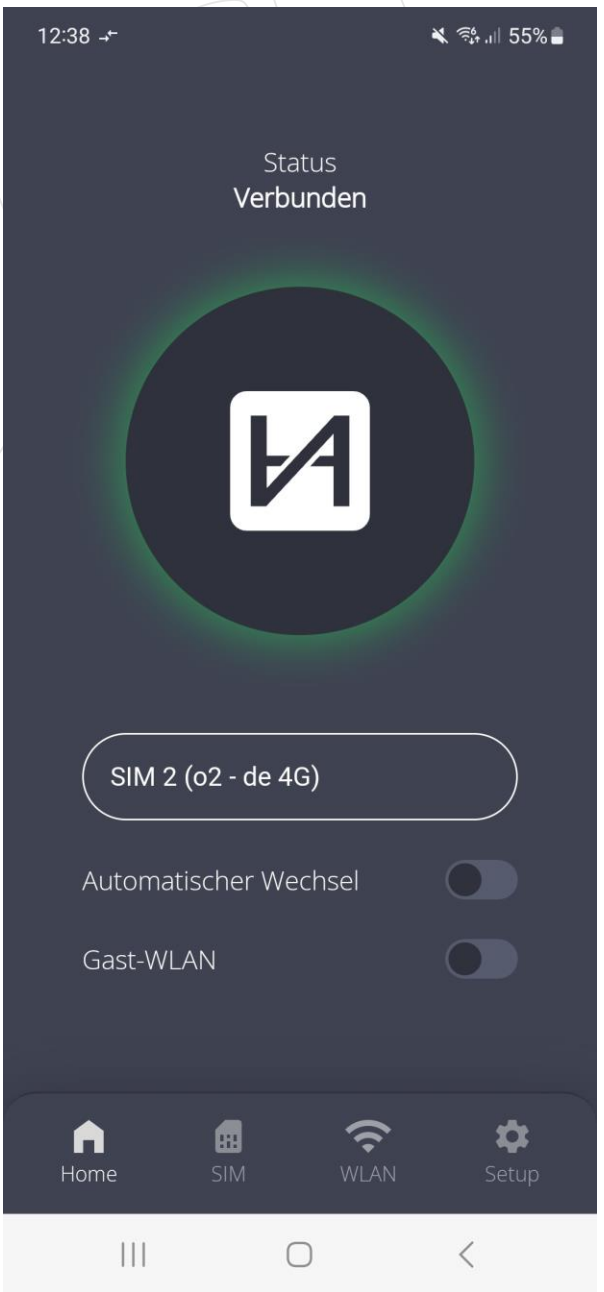 12:38
55%
Status
Verbunden
SIM 2 (o2 - de 4G)
Automatischer Wechsel
Gast-WLAN
Home SIM WLAN Setup